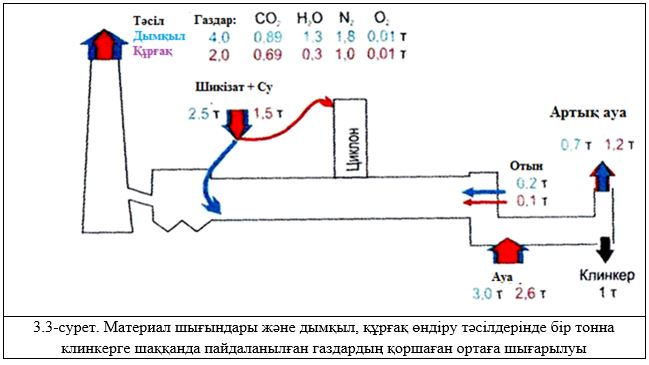 Тәсіл Газдар: CO₂ H₂O N₂ O₂
Дымқыл 4,0 0,89 1,3 1,8 0,01 т
Құрғақ 2,0 0,69 0,3 1,0 0,01 т
Шикізат + Су
2.5 т 1,5 т
Артық ауа
0.7 т 1,2 т
Циклон
Отын
0.2 т
0.1 т
Ауа
3,0 т 2,6 т
Клинкер
1 т
3.3-сурет. Материал шығындары және дымқыл, құрғақ өндіру тәсілдерінде бір тонна
клинкерге шаққанда пайдаланылған газдардың қоршаған ортаға шығарылуы